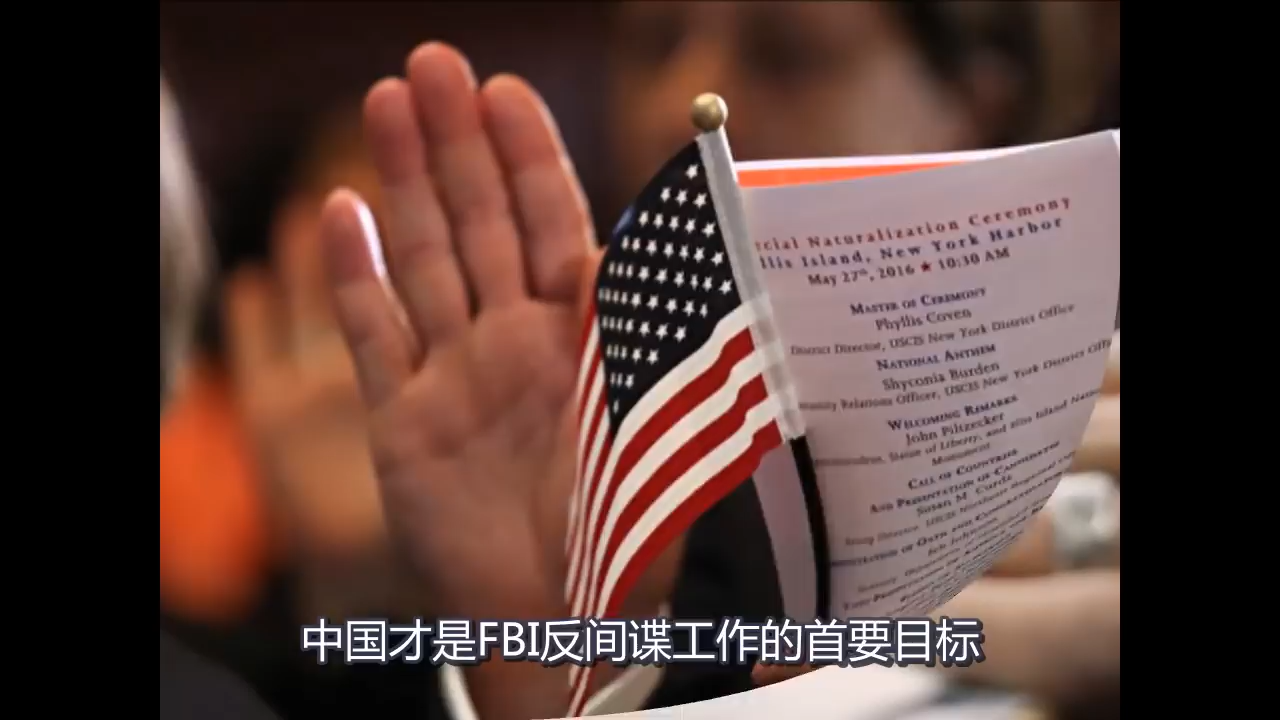 cial Naturalization Ceremony
llis Island, New York Harbor
May 27th, 2016 ★ 10:30 AM
Master of Ceremony
Phyllis Coven
District Director, USCIS New York District Office
National Anthem
Shyconia Burden
Relations Officer, USCIS New York District
Welcoming Remarks
John Piltzecker
Statue of Liberty, and Ellis Island
Monument
Call of Countries
And Presentation of Candidates
Susan M. Curda
中国才是FBI反间谍工作的首要目标